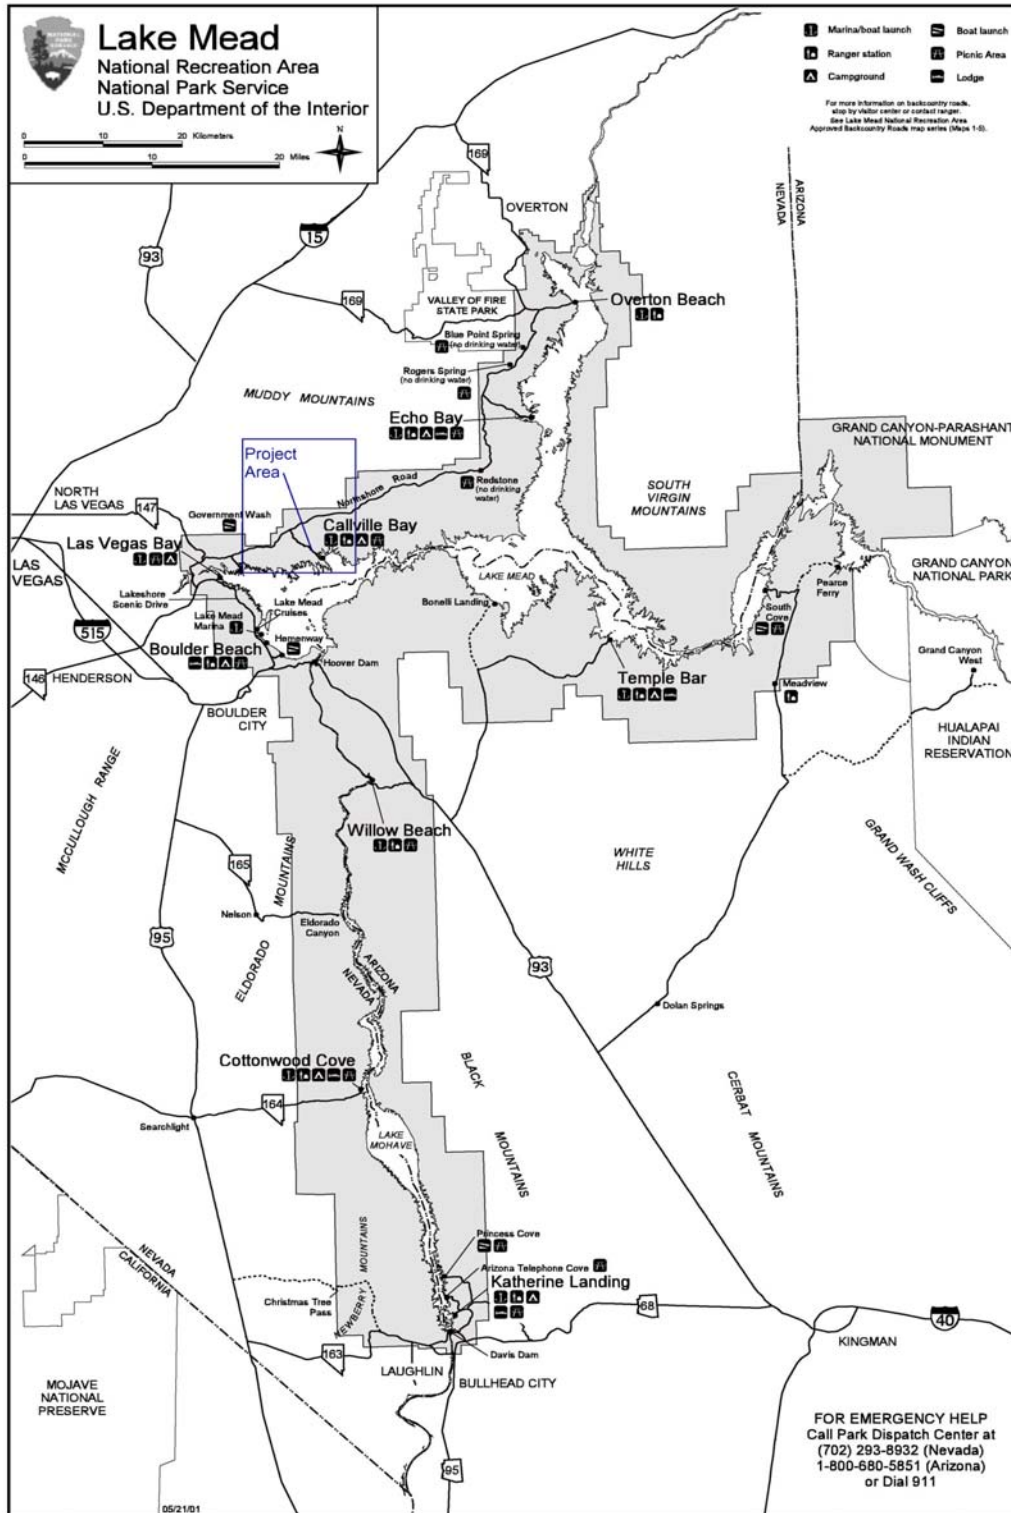 NATIONAL
PARK
SERVICE
Lake Mead
National Recreation Area
National Park Service
U.S. Department of the Interior
0 10 20 Kilometers
0 10 20 Miles
N
Marina/boat launch
Boat launch
Ranger station
Picnic Area
Campground
Lodge
For more information on backcountry roads,
stop by visitor center or contact ranger.
See Lake Mead National Recreation Area
Approved Backcountry Roads map series (Maps 1-5).
169
OVERTON
ARIZONA
NEVADA
15
93
169
VALLEY OF FIRE
STATE PARK
Overton Beach
Blue Point Spring
(no drinking water)
Rogers Spring
(no drinking water)
MUDDY MOUNTAINS
Echo Bay
GRAND CANYON-PARASHANT
NATIONAL MONUMENT
Project
Area
Northshore Road
Redstone
(no drinking
water)
SOUTH
VIRGIN
MOUNTAINS
NORTH
LAS VEGAS
147
Government Wash
Callville Bay
Las Vegas Bay
LAS
VEGAS
LAKE MEAD
GRAND CANYON
NATIONAL PARK
Pearce
Ferry
Lakeshore
Scenic Drive
Lake Mead
Cruises
Bonelli Landing
South
Cove
Lake Mead
Marina
515
Hemenway
Boulder Beach
Hoover Dam
Grand Canyon
West
146
HENDERSON
Temple Bar
Meadview
BOULDER
CITY
HUALAPAI
INDIAN
RESERVATION
MCCULLOUGH RANGE
Willow Beach
WHITE
HILLS
GRAND WASH CLIFFS
165
ELDORADO MOUNTAINS
Nelson
Eldorado
Canyon
95
93
ARIZONA
NEVADA
Dolan Springs
Cottonwood Cove
BLACK MOUNTAINS
CERBAT MOUNTAINS
164
Searchlight
LAKE
MOHAVE
NEVADA
CALIFORNIA
NEWBERRY MOUNTAINS
Princess Cove
Arizona Telephone Cove
Katherine Landing
Christmas Tree
Pass
68
40
163
Davis Dam
KINGMAN
LAUGHLIN
BULLHEAD CITY
MOJAVE
NATIONAL
PRESERVE
95
FOR EMERGENCY HELP
Call Park Dispatch Center at
(702) 293-8932 (Nevada)
1-800-680-5851 (Arizona)
or Dial 911
05/21/01